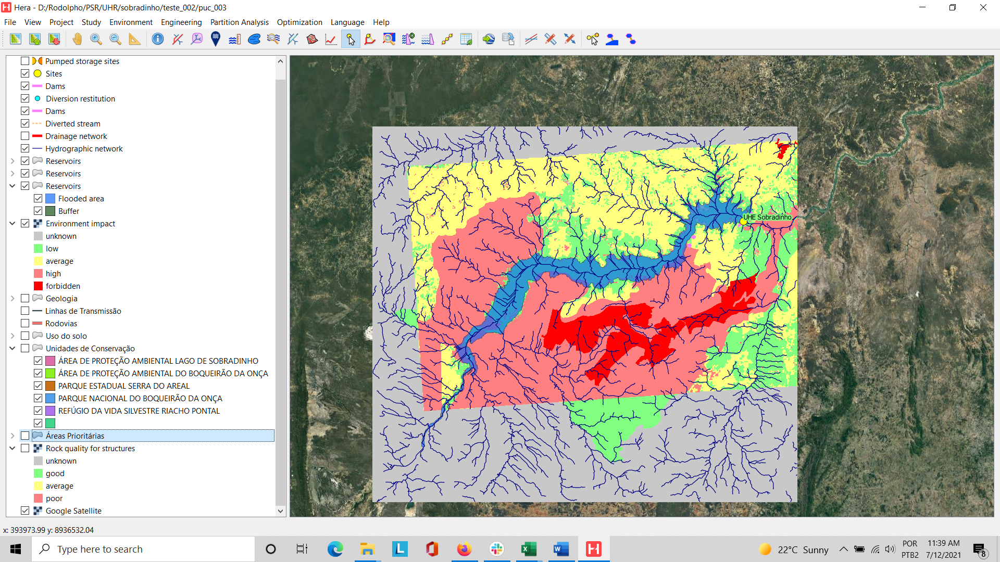 Hera - D:/Rodolpho/PSR/UHR/sobradinho/teste_002/puc_003
File View Project Study Environment Engineering Partition Analysis Optimization Language Help
Pumped storage sites
Sites
Dams
Diversion restitution
Dams
Diverted stream
Drainage network
Hydrographic network
Reservoirs
Reservoirs
Reservoirs
Flooded area
Buffer
Environment impact
unknown
low
average
high
forbidden
Geologia
Linhas de Transmissão
Rodovias
Uso do solo
Unidades de Conservação
ÁREA DE PROTEÇÃO AMBIENTAL LAGO DE SOBRADINHO
ÁREA DE PROTEÇÃO AMBIENTAL DO BOQUEIRÃO DA ONÇA
PARQUE ESTADUAL SERRA DO AREAL
PARQUE NACIONAL DO BOQUEIRÃO DA ONÇA
REFÚGIO DA VIDA SILVESTRE RIACHO PONTAL
Áreas Prioritárias
Rock quality for structures
unknown
good
average
poor
Google Satellite
UHE Sobradinho
x: 393973.99 y: 8936532.04
Type here to search
22°C Sunny
POR
PTB2
11:39 AM
7/12/2021
8